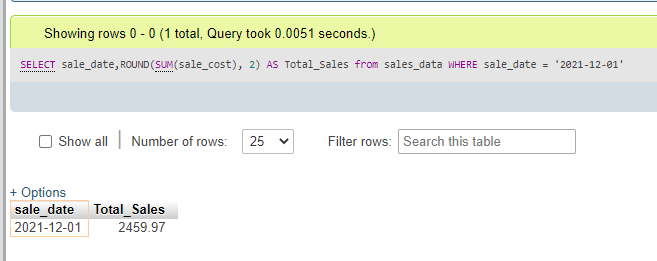 Showing rows 0 - 0 (1 total, Query took 0.0051 seconds.)
SELECT sale_date,ROUND(SUM(sale_cost), 2) AS Total_Sales from sales_data WHERE sale_date = '2021-12-01'
Show all | Number of rows: 25 Filter rows: Search this table
+ Options
sale_date Total_Sales
2021-12-01 2459.97